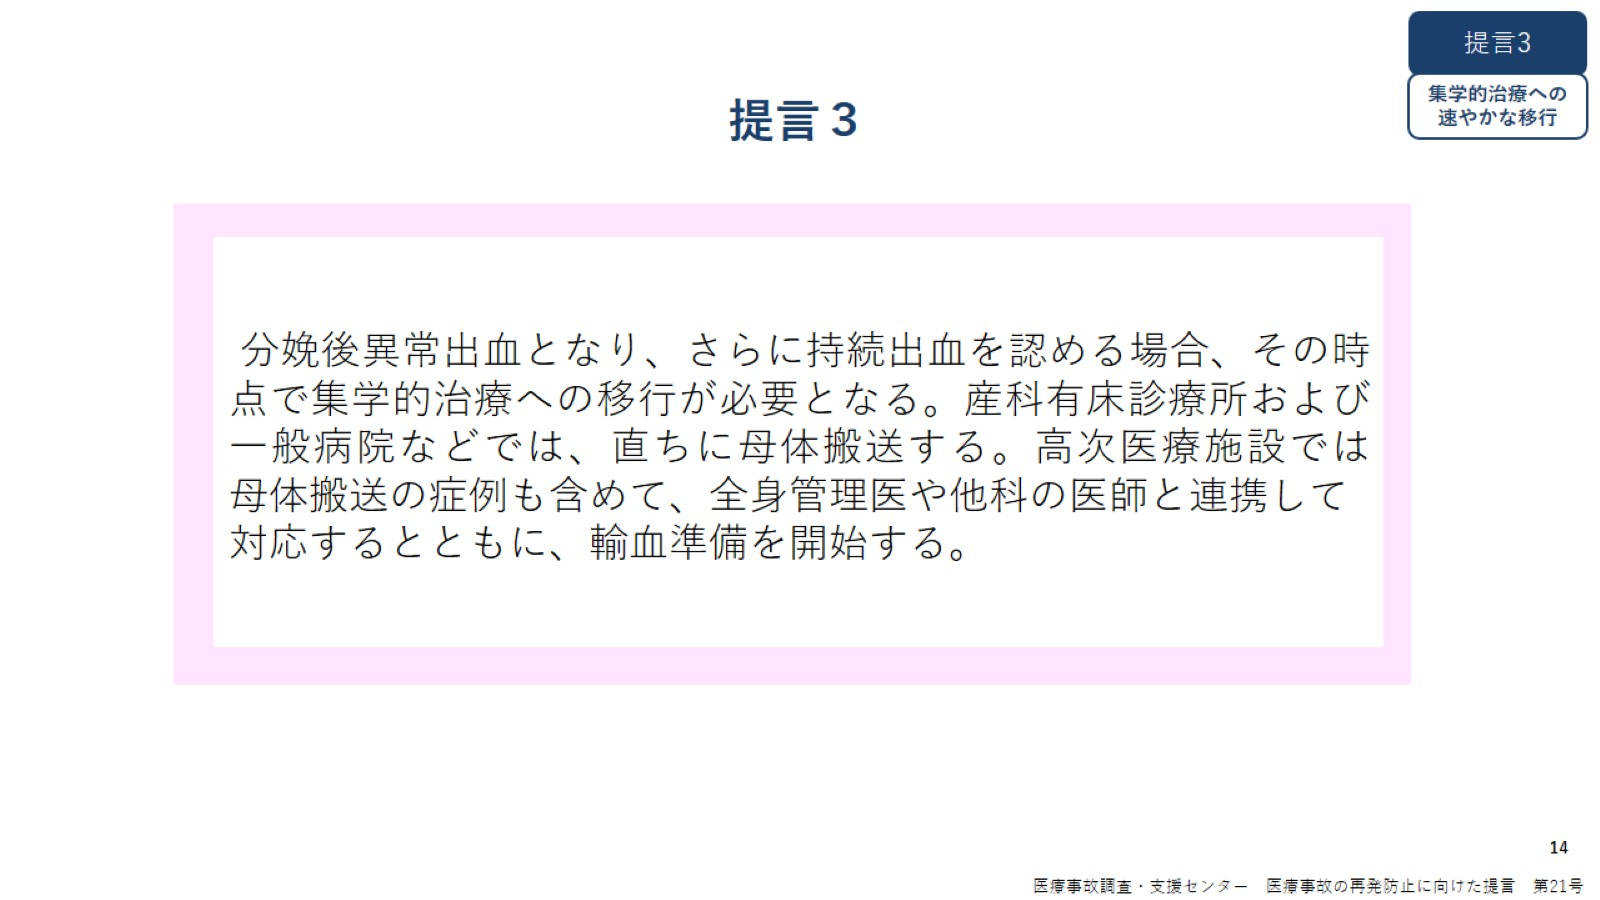 提言3
集学的治療への
速やかな移行
提言３
分娩後異常出血となり、さらに持続出血を認める場合、その時
点で集学的治療への移行が必要となる。産科有床診療所および
一般病院などでは、直ちに母体搬送する。高次医療施設では
母体搬送の症例も含めて、全身管理医や他科の医師と連携して
対応するとともに、輸血準備を開始する。
14
医療事故調査・支援センター　医療事故の再発防止に向けた提言　第21号